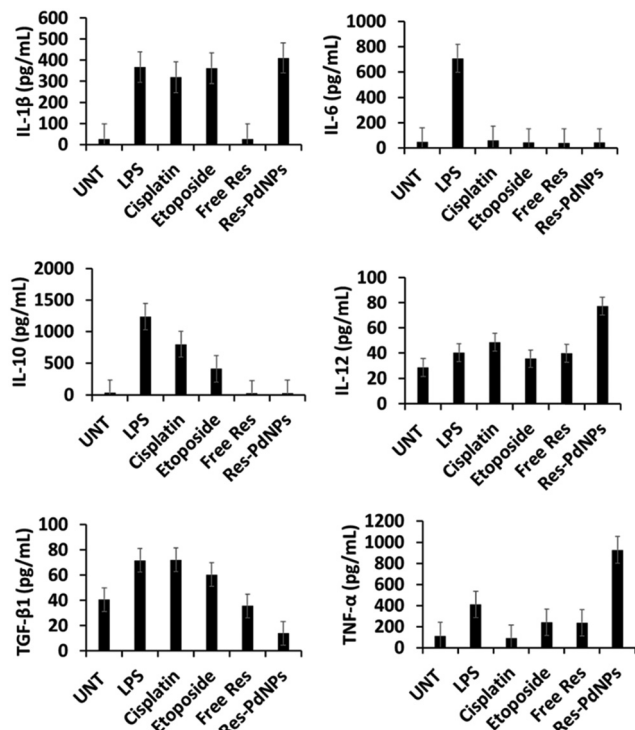 IL-1β (pg/mL)
600
500
400
300
200
100
0
UNT
LPS
Cisplatin
Etoposide
Free Res
Res-PdNPs
IL-6 (pg/mL)
1000
800
600
400
200
0
UNT
LPS
Cisplatin
Etoposide
Free Res
Res-PdNPs
IL-10 (pg/mL)
2000
1500
1000
500
0
UNT
LPS
Cisplatin
Etoposide
Free Res
Res-PdNPs
IL-12 (pg/mL)
100
80
60
40
20
0
UNT
LPS
Cisplatin
Etoposide
Free Res
Res-PdNPs
TGF-β1 (pg/mL)
100
80
60
40
20
0
UNT
LPS
Cisplatin
Etoposide
Free Res
Res-PdNPs
TNF-α (pg/mL)
1200
1000
800
600
400
200
0
UNT
LPS
Cisplatin
Etoposide
Free Res
Res-PdNPs